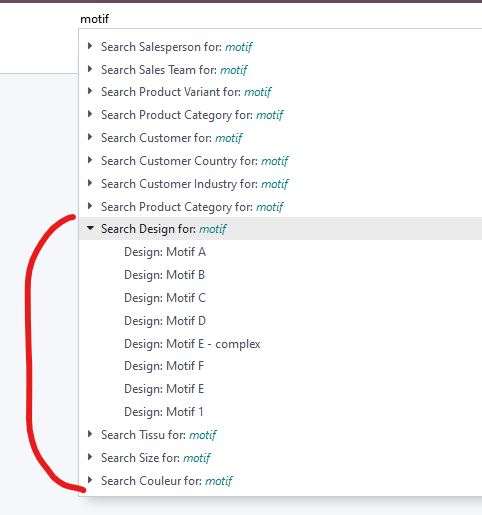 motif
Search Salesperson for: motif
Search Sales Team for: motif
Search Product Variant for: motif
Search Product Category for: motif
Search Customer for: motif
Search Customer Country for: motif
Search Customer Industry for: motif
Search Product Category for: motif
Search Design for: motif
Design: Motif A
Design: Motif B
Design: Motif C
Design: Motif D
Design: Motif E - complex
Design: Motif F
Design: Motif E
Design: Motif 1
Search Tissu for: motif
Search Size for: motif
Search Couleur for: motif